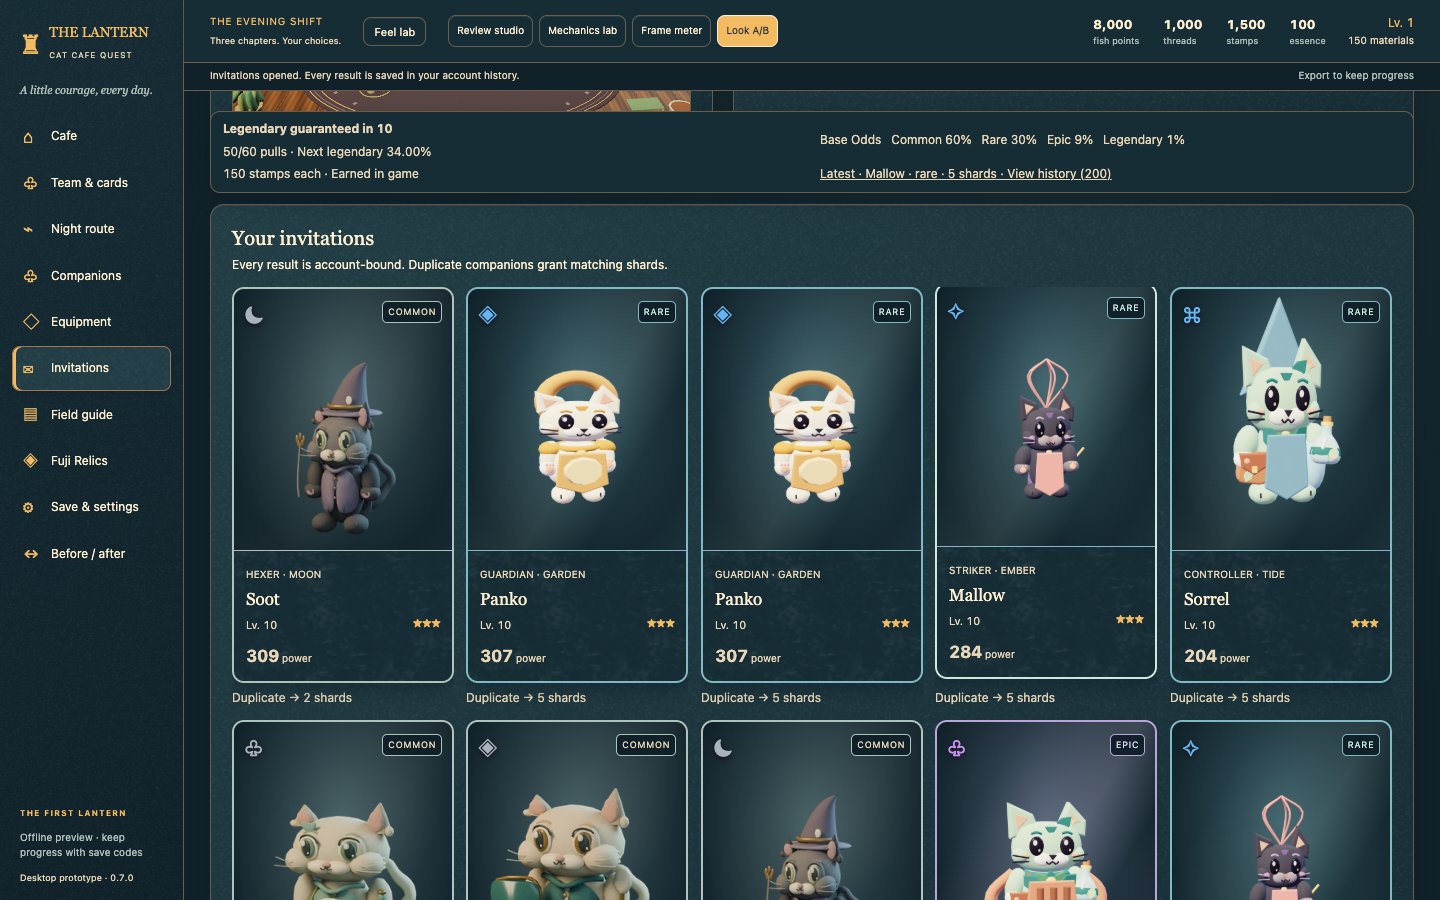 THE LANTERN
CAT CAFE QUEST
A little courage, every day.
Cafe
Team & cards
Night route
Companions
Equipment
Invitations
Field guide
Fuji Relics
Save & settings
Before / after
THE FIRST LANTERN
Offline preview · keep
progress with save codes
Desktop prototype · 0.7.0
THE EVENING SHIFT
Three chapters. Your choices.
Feel lab
Review studio
Mechanics lab
Frame meter
Look A/B
8,000
fish points
1,000
threads
1,500
stamps
100
essence
Lv. 1
150 materials
Invitations opened. Every result is saved in your account history.
Export to keep progress
Legendary guaranteed in 10
50/60 pulls · Next legendary 34.00%
150 stamps each · Earned in game
Base Odds Common 60% Rare 30% Epic 9% Legendary 1%
Latest · Mallow · rare · 5 shards · View history (200)
Your invitations
Every result is account-bound. Duplicate companions grant matching shards.
COMMON
HEXER · MOON
Soot
Lv. 10
309 power
Duplicate → 2 shards
RARE
GUARDIAN · GARDEN
Panko
Lv. 10
307 power
Duplicate → 5 shards
RARE
GUARDIAN · GARDEN
Panko
Lv. 10
307 power
Duplicate → 5 shards
RARE
STRIKER · EMBER
Mallow
Lv. 10
284 power
Duplicate → 5 shards
RARE
CONTROLLER · TIDE
Sorrel
Lv. 10
204 power
Duplicate → 5 shards
COMMON
COMMON
COMMON
EPIC
RARE